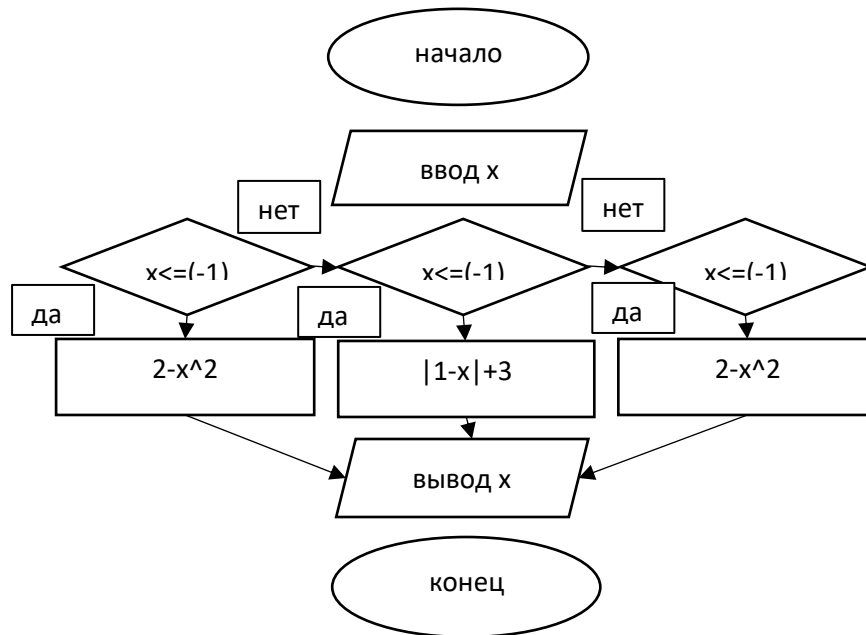 начало
ввод x
нет
нет
x<=(-1)
x<=(-1)
x<=(-1)
да
да
да
2-x^2
|1-x|+3
2-x^2
вывод x
конец